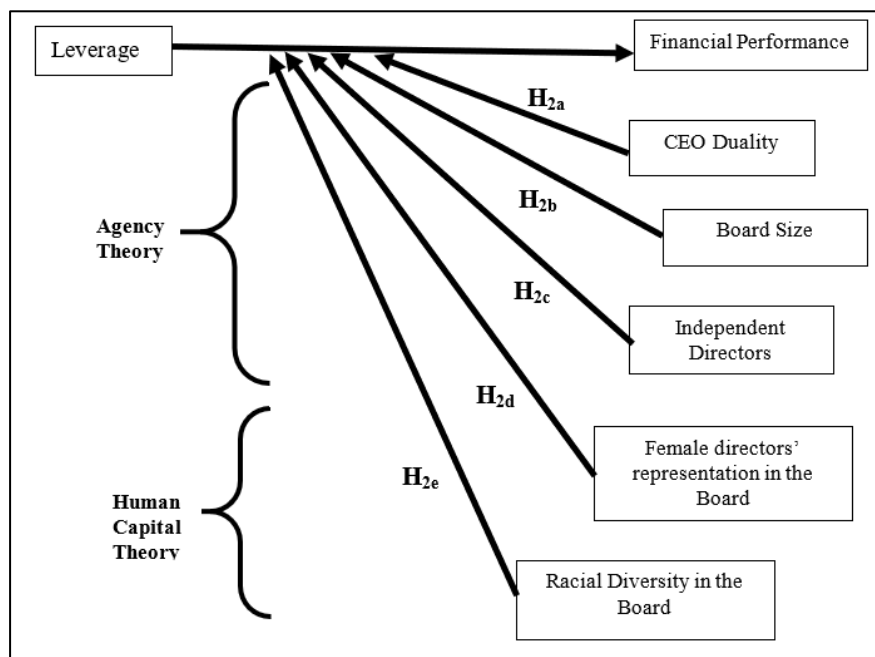 Leverage
Financial Performance
H2a
CEO Duality
H2b
Board Size
Agency
Theory
H2c
Independent
Directors
H2d
Female directors’
representation in the
Board
H2e
Human
Capital
Theory
Racial Diversity in the
Board